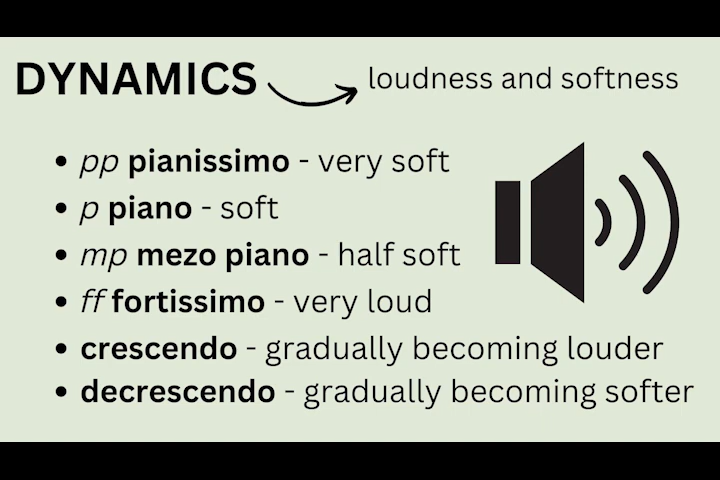 DYNAMICS loudness and softness
• pp pianissimo - very soft
• p piano - soft
• mp mezo piano - half soft
• ff fortissimo - very loud
• crescendo - gradually becoming louder
• decrescendo - gradually becoming softer